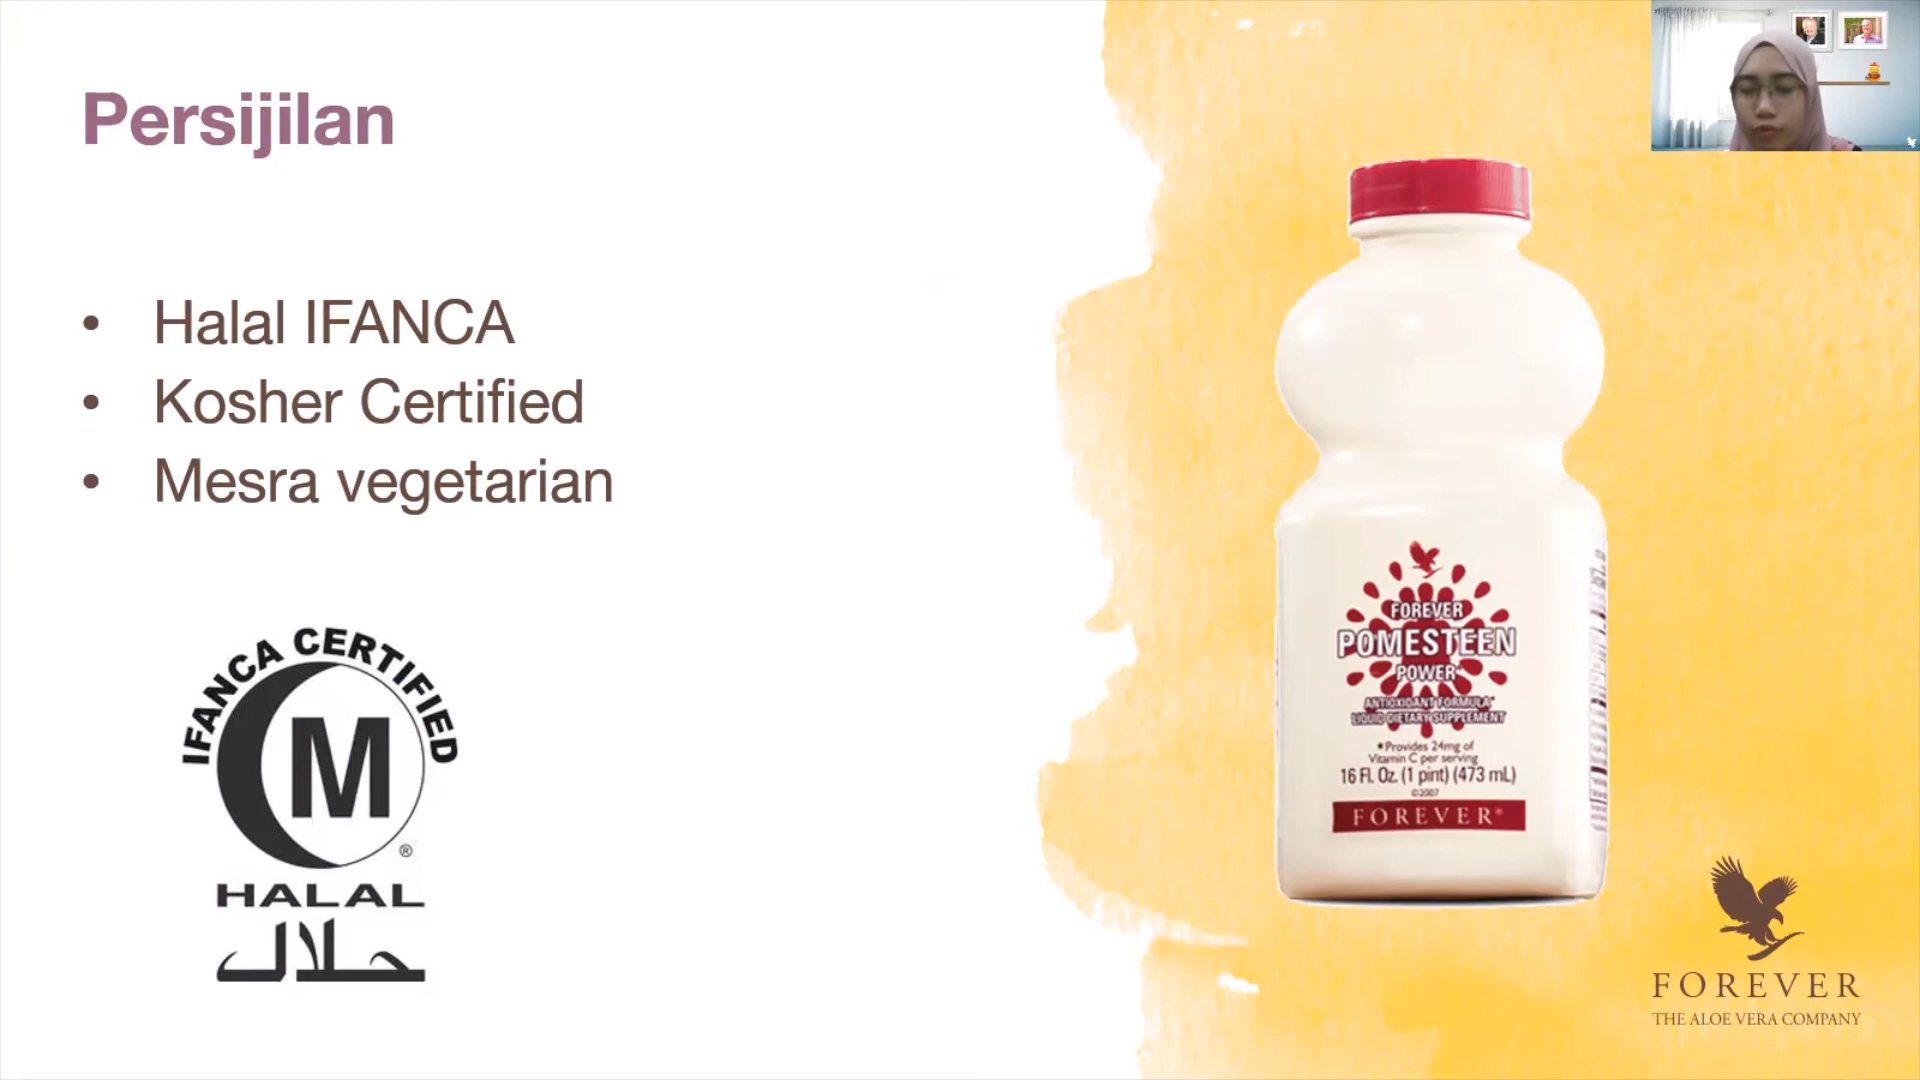 Persijilan
• Halal IFANCA
• Kosher Certified
• Mesra vegetarian
IFANCA CERTIFIED
M
®
HALAL
حلال
FOREVER
POMESTEEN
POWER
ANTIOXIDANT FORMULA
LIQUID DIETARY SUPPLEMENT
*Provides 24mg of
Vitamin C per serving
16 FL. Oz. (1 pint) (473 mL)
©2007
FOREVER®
FOREVER
THE ALOE VERA COMPANY